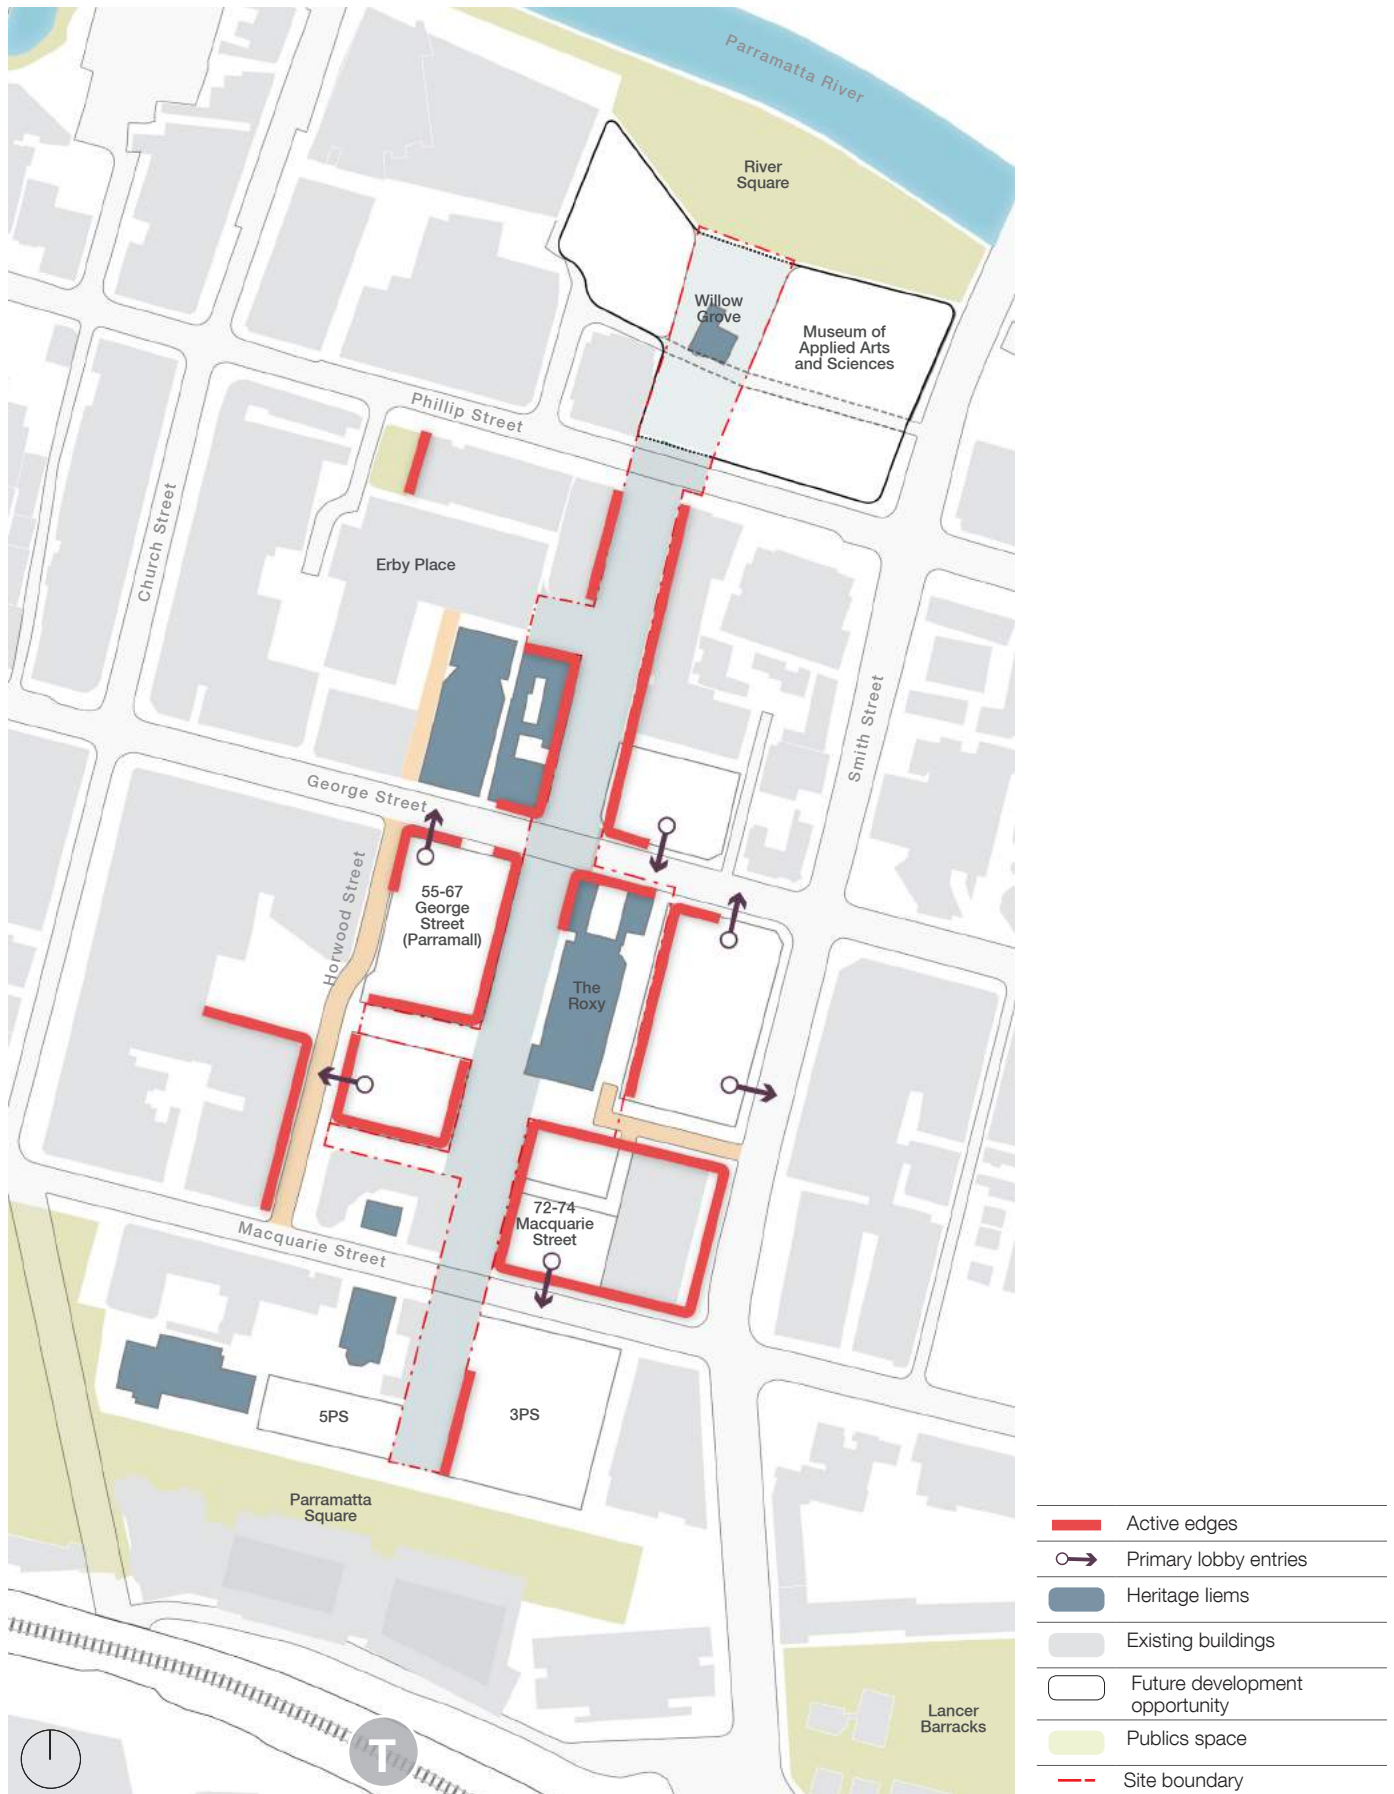 Parramatta River
River
Square
Willow
Grove
Museum of
Applied Arts
and Sciences
Phillip Street
Church Street
Erby Place
Smith Street
George Street
Horwood Street
55-67
George
Street
(Parramall)
The
Roxy
72-74
Macquarie
Street
Macquarie Street
5PS
3PS
Parramatta
Square
Lancer
Barracks
T
Active edges
Primary lobby entries
Heritage Iiems
Existing buildings
Future development
opportunity
Publics space
Site boundary